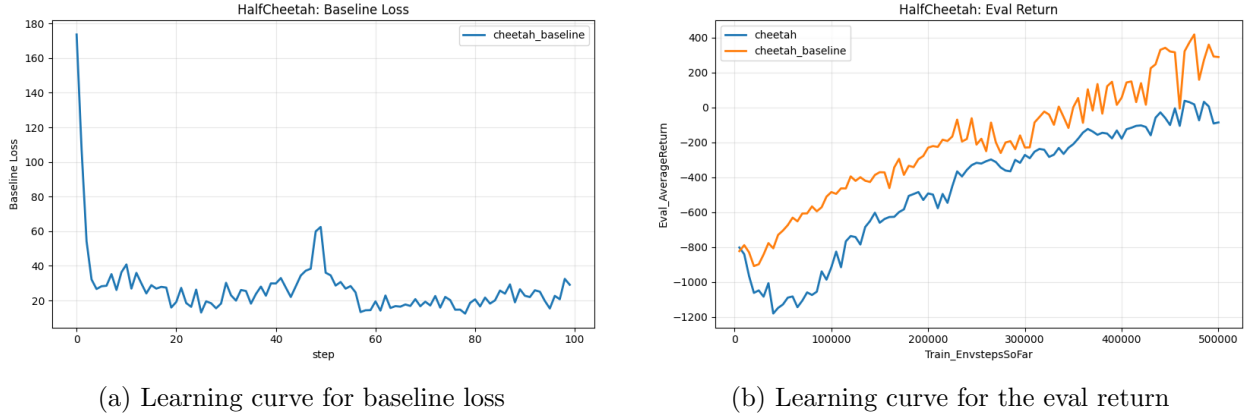 HalfCheetah: Baseline Loss
180
160
140
120
100
80
60
40
20
Baseline Loss
cheetah_baseline
0 20 40 60 80 100
step
(a) Learning curve for baseline loss
HalfCheetah: Eval Return
400
200
0
−200
−400
−600
−800
−1000
−1200
Eval_AverageReturn
cheetah
cheetah_baseline
0 100000 200000 300000 400000 500000
Train_EnvstepsSoFar
(b) Learning curve for the eval return